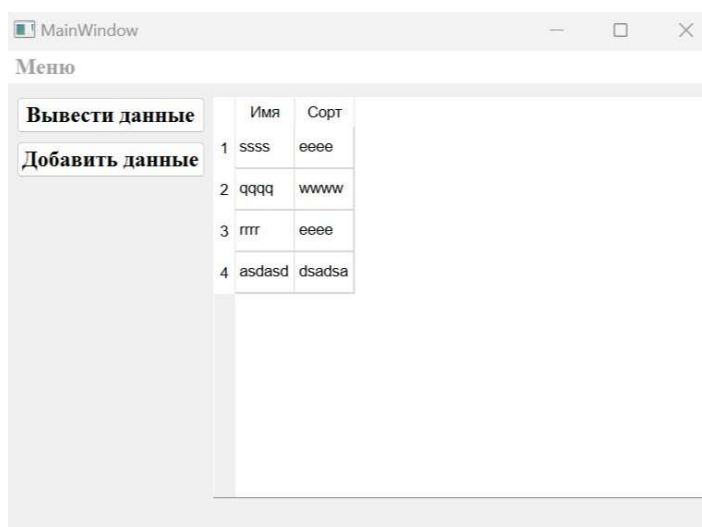 MainWindow
Меню
Вывести данные
Добавить данные
Имя Сорт
1 ssss eeee
2 qqqq wwww
3 rrrr eeee
4 asdasd dsadsa